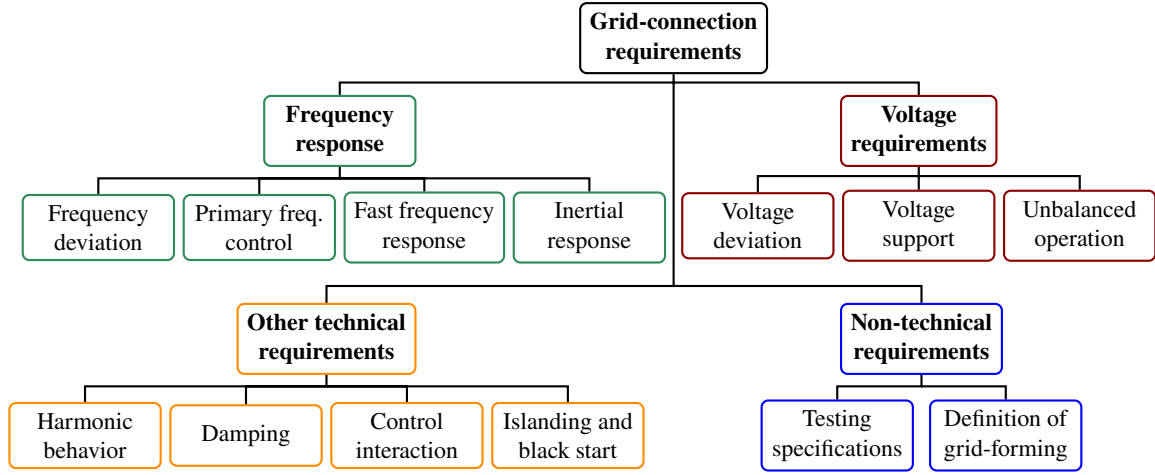 Grid-connection
requirements
Frequency
response
Voltage
requirements
Frequency
deviation
Primary freq.
control
Fast frequency
response
Inertial
response
Voltage
deviation
Voltage
support
Unbalanced
operation
Other technical
requirements
Non-technical
requirements
Harmonic
behavior
Damping
Control
interaction
Islanding and
black start
Testing
specifications
Definition of
grid-forming